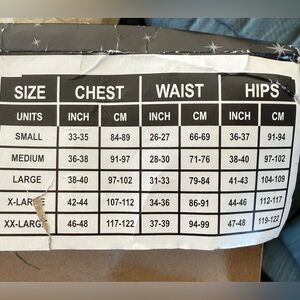 SIZE CHEST WAIST HIPS
UNITS INCH CM INCH CM INCH CM
SMALL 33-35 84-89 26-27 66-69 36-37 91-94
MEDIUM 36-38 91-97 28-30 71-76 38-40 97-102
LARGE 38-40 97-102 31-33 79-84 41-43 104-109
X-LARGE 42-44 107-112 34-36 86-91 44-46 112-117
XX-LARGE 46-48 117-122 37-39 94-99 47-48 119-122